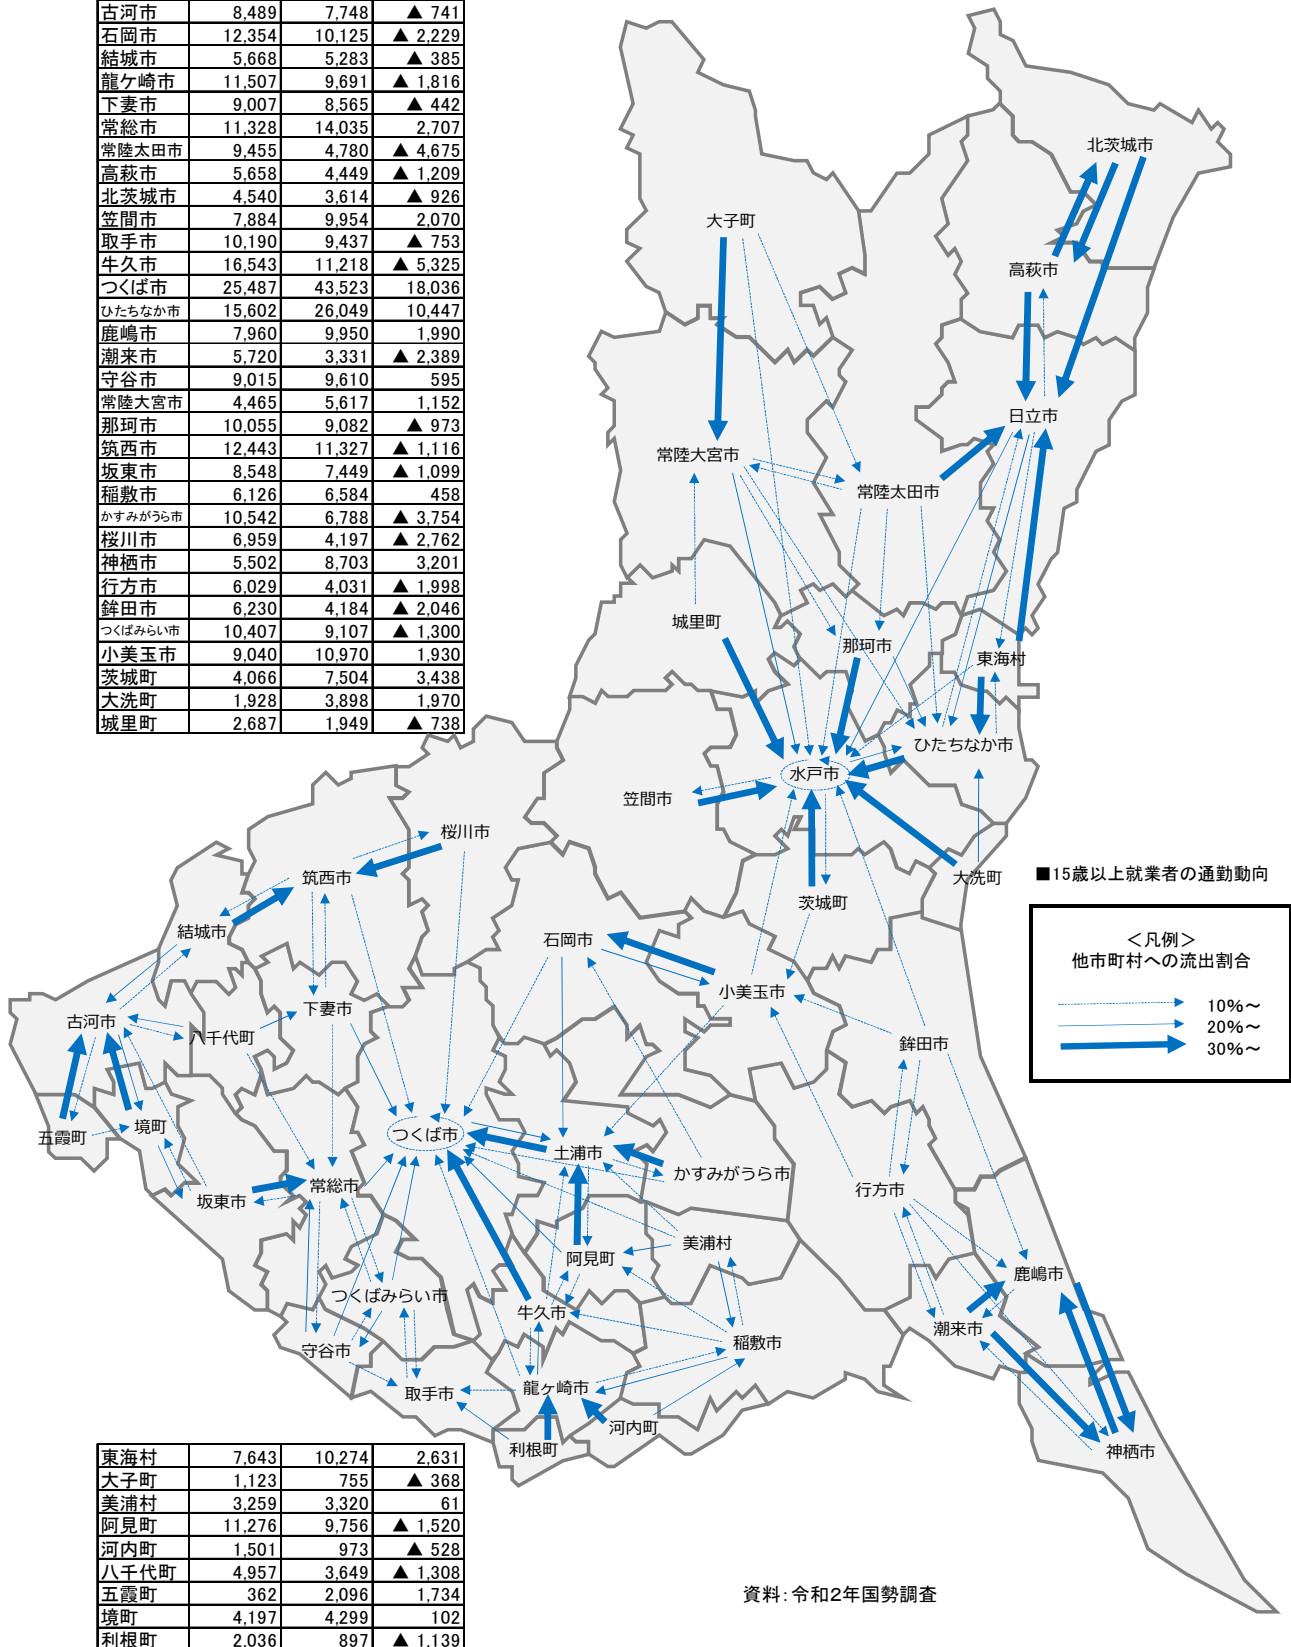 古河市 8,489 7,748 ▲ 741
石岡市 12,354 10,125 ▲ 2,229
結城市 5,668 5,283 ▲ 385
龍ケ崎市 11,507 9,691 ▲ 1,816
下妻市 9,007 8,565 ▲ 442
常総市 11,328 14,035 2,707
常陸太田市 9,455 4,780 ▲ 4,675
高萩市 5,658 4,449 ▲ 1,209
北茨城市 4,540 3,614 ▲ 926
笠間市 7,884 9,954 2,070
取手市 10,190 9,437 ▲ 753
牛久市 16,543 11,218 ▲ 5,325
つくば市 25,487 43,523 18,036
ひたちなか市 15,602 26,049 10,447
鹿嶋市 7,960 9,950 1,990
潮来市 5,720 3,331 ▲ 2,389
守谷市 9,015 9,610 595
常陸大宮市 4,465 5,617 1,152
那珂市 10,055 9,082 ▲ 973
筑西市 12,443 11,327 ▲ 1,116
坂東市 8,548 7,449 ▲ 1,099
稲敷市 6,126 6,584 458
かすみがうら市 10,542 6,788 ▲ 3,754
桜川市 6,959 4,197 ▲ 2,762
神栖市 5,502 8,703 3,201
行方市 6,029 4,031 ▲ 1,998
鉾田市 6,230 4,184 ▲ 2,046
つくばみらい市 10,407 9,107 ▲ 1,300
小美玉市 9,040 10,970 1,930
茨城町 4,066 7,504 3,438
大洗町 1,928 3,898 1,970
城里町 2,687 1,949 ▲ 738
北茨城市
大子町
高萩市
日立市
常陸大宮市
常陸太田市
城里町
那珂市
東海村
ひたちなか市
水戸市
笠間市
桜川市
筑西市
大洗町
茨城町
結城市
石岡市
小美玉市
下妻市
古河市
八千代町
鉾田市
つくば市
五霞町
境町
土浦市
かすみがうら市
常総市
坂東市
行方市
美浦村
阿見町
鹿嶋市
つくばみらい市
牛久市
潮来市
稲敷市
守谷市
龍ヶ崎市
取手市
河内町
利根町
神栖市
■15歳以上就業者の通勤動向
＜凡例＞
他市町村への流出割合
10%～
20%～
30%～
東海村 7,643 10,274 2,631
大子町 1,123 755 ▲ 368
美浦村 3,259 3,320 61
阿見町 11,276 9,756 ▲ 1,520
河内町 1,501 973 ▲ 528
八千代町 4,957 3,649 ▲ 1,308
五霞町 362 2,096 1,734
境町 4,197 4,299 102
利根町 2,036 897 ▲ 1,139
資料：令和2年国勢調査